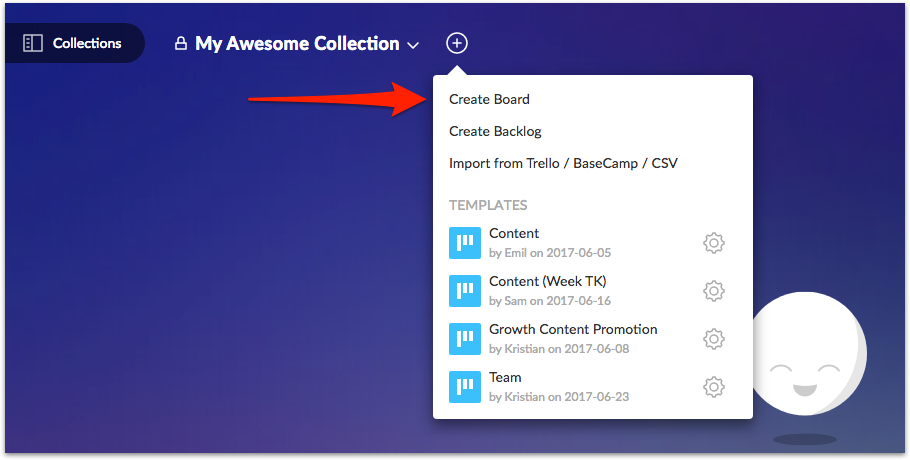 Collections
My Awesome Collection
Create Board
Create Backlog
Import from Trello / BaseCamp / CSV
TEMPLATES
Content
by Emil on 2017-06-05
Content (Week TK)
by Sam on 2017-06-16
Growth Content Promotion
by Kristian on 2017-06-08
Team
by Kristian on 2017-06-23